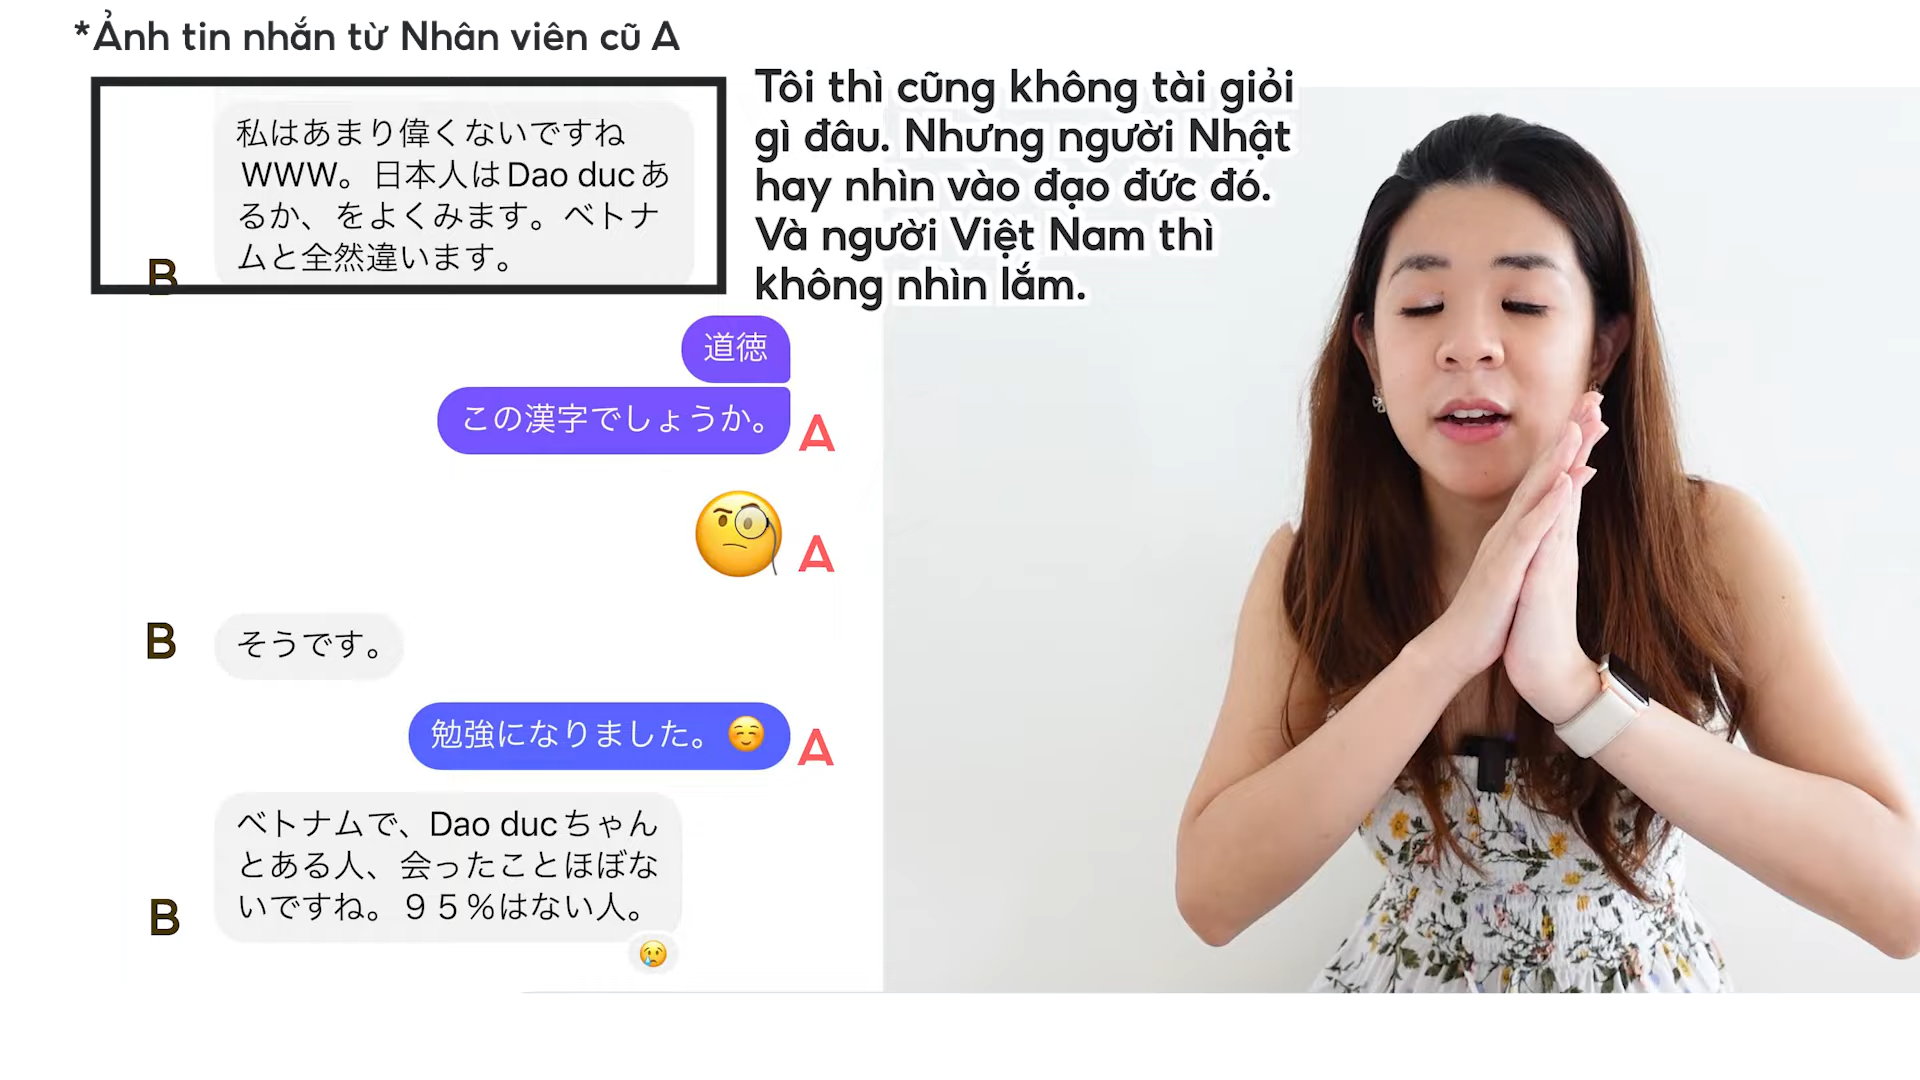 *Ảnh tin nhắn từ Nhân viên cũ A
私はあまり偉くないですね
WWW。日本人はDao ducあ
るか、をよくみます。ベトナ
ムと全然違います。
B
Tôi thì cũng không tài giỏi
gì đâu. Nhưng người Nhật
hay nhìn vào đạo đức đó.
Và người Việt Nam thì
không nhìn lắm.
道徳
この漢字でしょうか。
A
A
B
そうです。
勉強になりました。
A
ベトナムで、Dao ducちゃん
とある人、会ったことほぼな
いですね。９５％はない人。
B